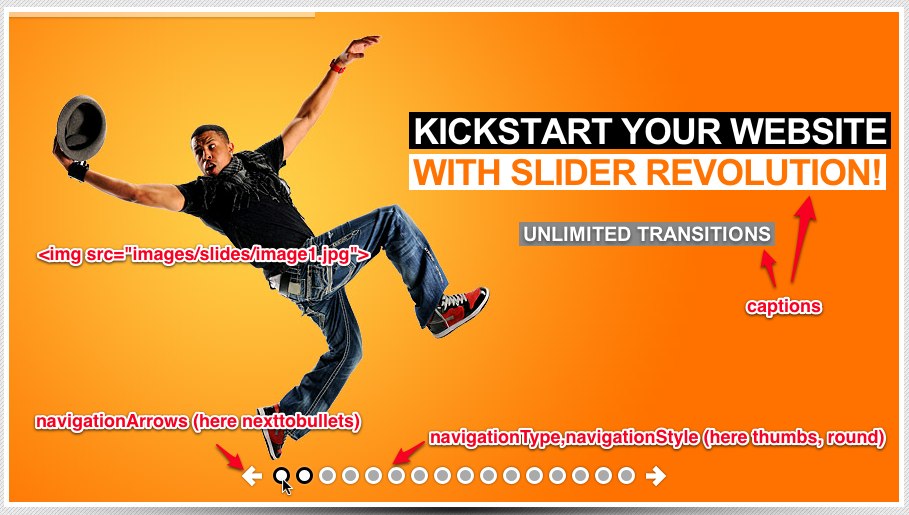 KICKSTART YOUR WEBSITE
WITH SLIDER REVOLUTION!
UNLIMITED TRANSITIONS
<img src="images/slides/image1.jpg">
captions
navigationArrows (here nexttobullets)
navigationType,navigationStyle (here thumbs, round)